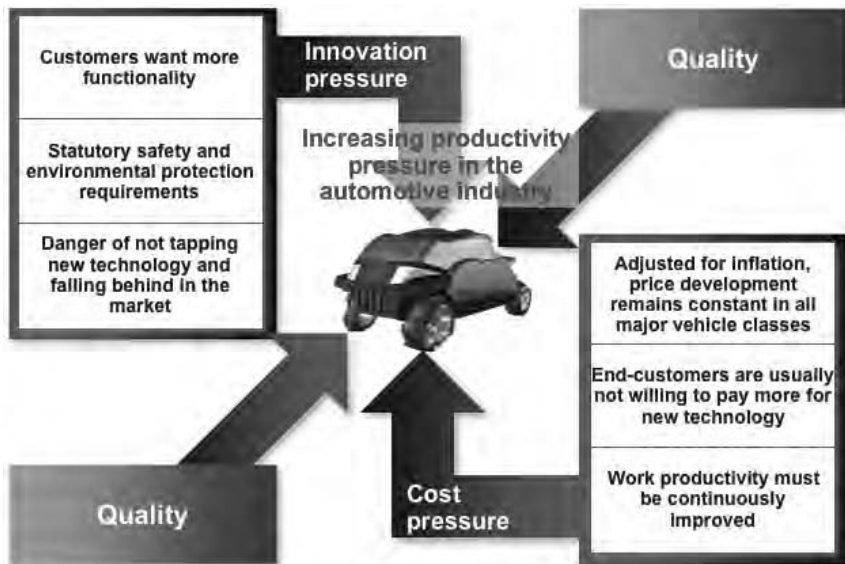 Customers want more
functionality
Statutory safety and
environmental protection
requirements
Danger of not tapping
new technology and
falling behind in the
market
Innovation
pressure
Quality
Increasing productivity
pressure in the
automotive industry
Adjusted for inflation,
price development
remains constant in all
major vehicle classes
End-customers are usually
not willing to pay more for
new technology
Work productivity must
be continuously
improved
Cost
pressure
Quality